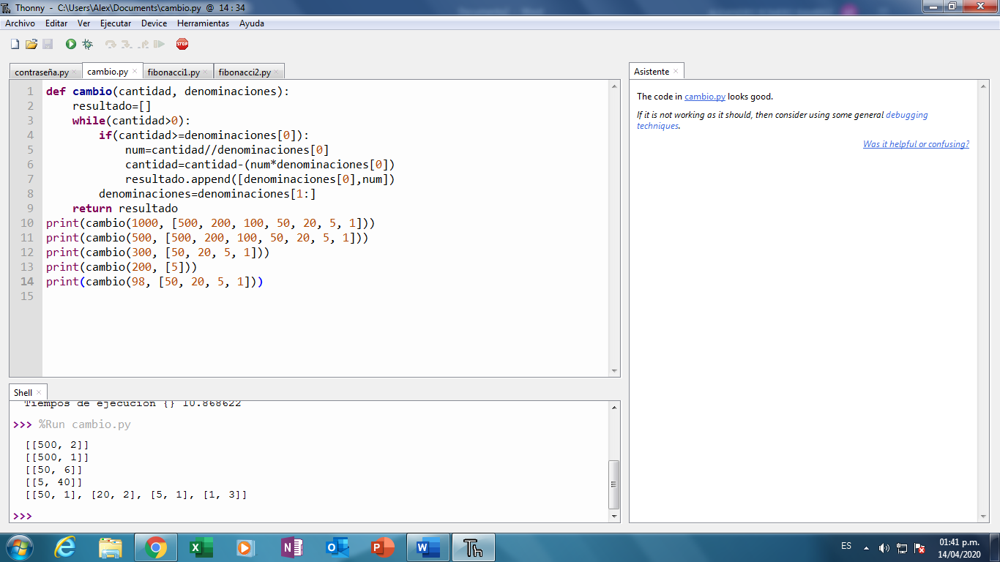 Thonny - C:\Users\Alex\Documents\cambio.py @ 14 : 34
Archivo Editar Ver Ejecutar Device Herramientas Ayuda
STOP
contraseña.py × cambio.py × fibonacci1.py × fibonacci2.py ×
Asistente ×
1 def cambio(cantidad, denominaciones):
2 resultado=[]
3 while(cantidad>0):
4 if(cantidad>=denominaciones[0]):
5 num=cantidad//denominaciones[0]
6 cantidad=cantidad-(num*denominaciones[0])
7 resultado.append([denominaciones[0],num])
8 denominaciones=denominaciones[1:]
9 return resultado
10 print(cambio(1000, [500, 200, 100, 50, 20, 5, 1]))
11 print(cambio(500, [500, 200, 100, 50, 20, 5, 1]))
12 print(cambio(300, [50, 20, 5, 1]))
13 print(cambio(200, [5]))
14 print(cambio(98, [50, 20, 5, 1]))
15
The code in cambio.py looks good.
If it is not working as it should, then consider using some general debugging
techniques.
Was it helpful or confusing?
Shell ×
Tiempos de ejecucion {} 10.868622
>>> %Run cambio.py
[[500, 2]]
[[500, 1]]
[[50, 6]]
[[5, 40]]
[[50, 1], [20, 2], [5, 1], [1, 3]]
>>>
ES
01:41 p.m.
14/04/2020